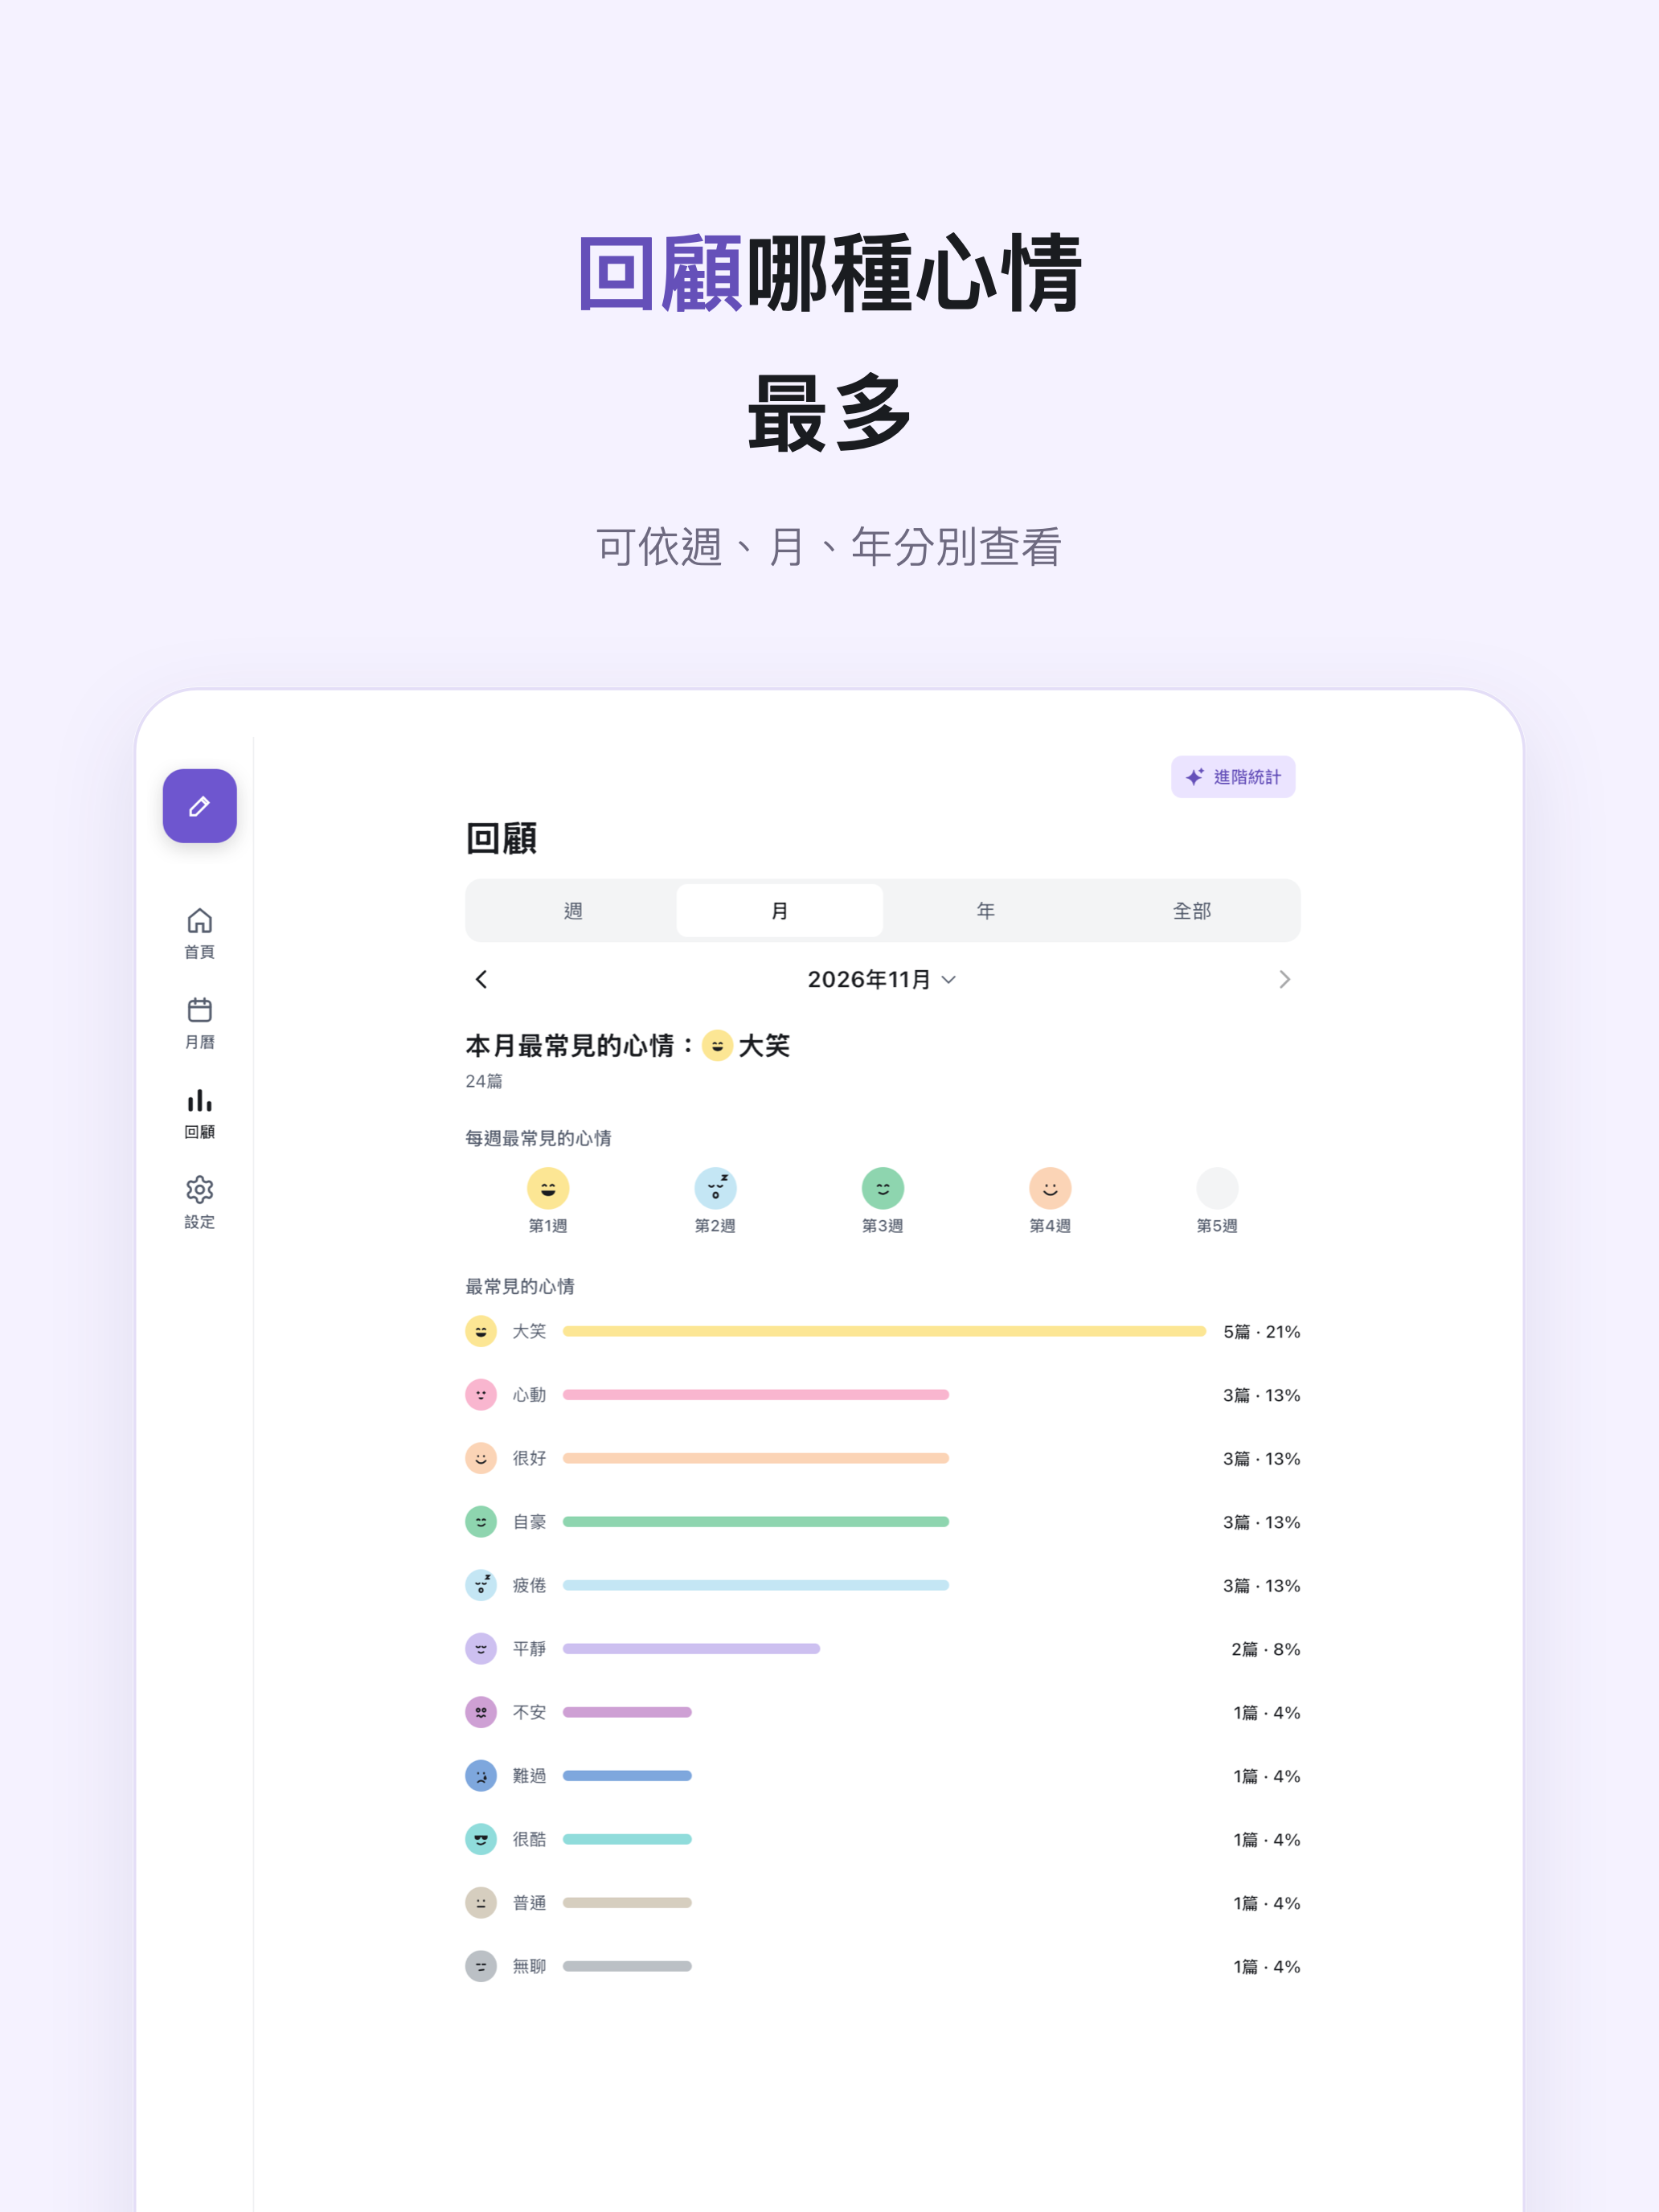 回顧哪種心情
最多
可依週、月、年分別查看
進階統計
回顧
週 月 年 全部
2026年11月
本月最常見的心情：大笑
24篇
每週最常見的心情
第1週 第2週 第3週 第4週 第5週
最常見的心情
大笑 5篇 · 21%
心動 3篇 · 13%
很好 3篇 · 13%
自豪 3篇 · 13%
疲倦 3篇 · 13%
平靜 2篇 · 8%
不安 1篇 · 4%
難過 1篇 · 4%
很酷 1篇 · 4%
普通 1篇 · 4%
無聊 1篇 · 4%
首頁
月曆
回顧
設定